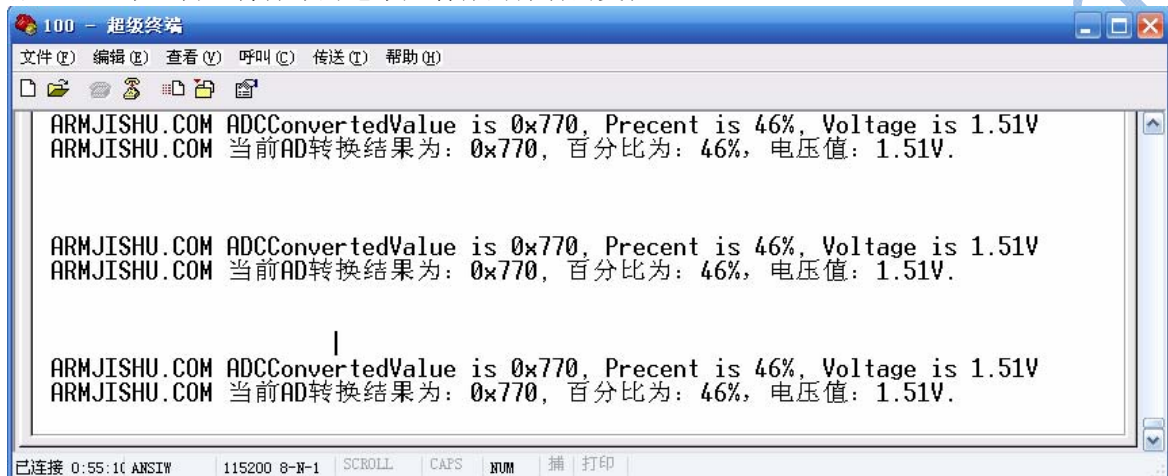 100 - 超级终端
文件(F) 编辑(E) 查看(V) 呼叫(C) 传送(T) 帮助(H)
ARMJISHU.COM ADCConvertedValue is 0x770, Precent is 46%, Voltage is 1.51V
ARMJISHU.COM 当前AD转换结果为: 0x770, 百分比为: 46%, 电压值: 1.51V.
ARMJISHU.COM ADCConvertedValue is 0x770, Precent is 46%, Voltage is 1.51V
ARMJISHU.COM 当前AD转换结果为: 0x770, 百分比为: 46%, 电压值: 1.51V.
ARMJISHU.COM ADCConvertedValue is 0x770, Precent is 46%, Voltage is 1.51V
ARMJISHU.COM 当前AD转换结果为: 0x770, 百分比为: 46%, 电压值: 1.51V.
已连接 0:55:1( ANSIW 115200 8-N-1 SCROLL CAPS NUM 捕 打印